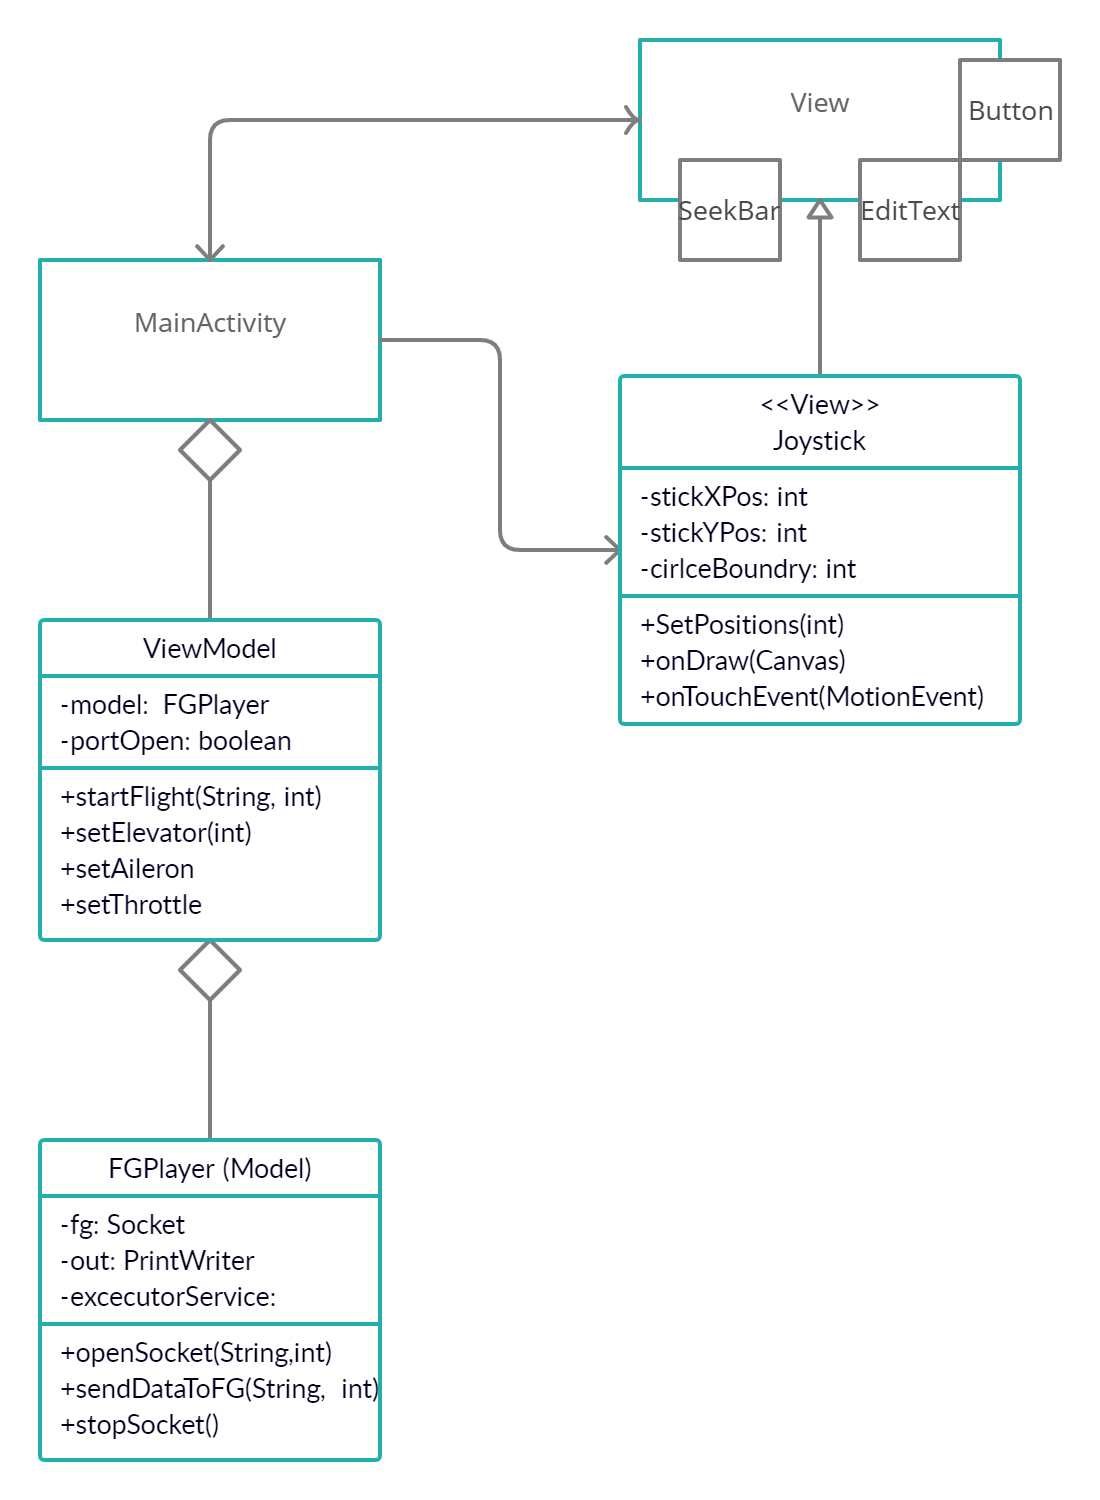 View
Button
SeekBar
EditText
MainActivity
<<View>>
Joystick
-stickXPos: int
-stickYPos: int
-cirlceBoundry: int
+SetPositions(int)
+onDraw(Canvas)
+onTouchEvent(MotionEvent)
ViewModel
-model:  FGPlayer
-portOpen: boolean
+startFlight(String, int)
+setElevator(int)
+setAileron
+setThrottle
FGPlayer (Model)
-fg: Socket
-out: PrintWriter
-excecutorService:
+openSocket(String,int)
+sendDataToFG(String,  int)
+stopSocket()